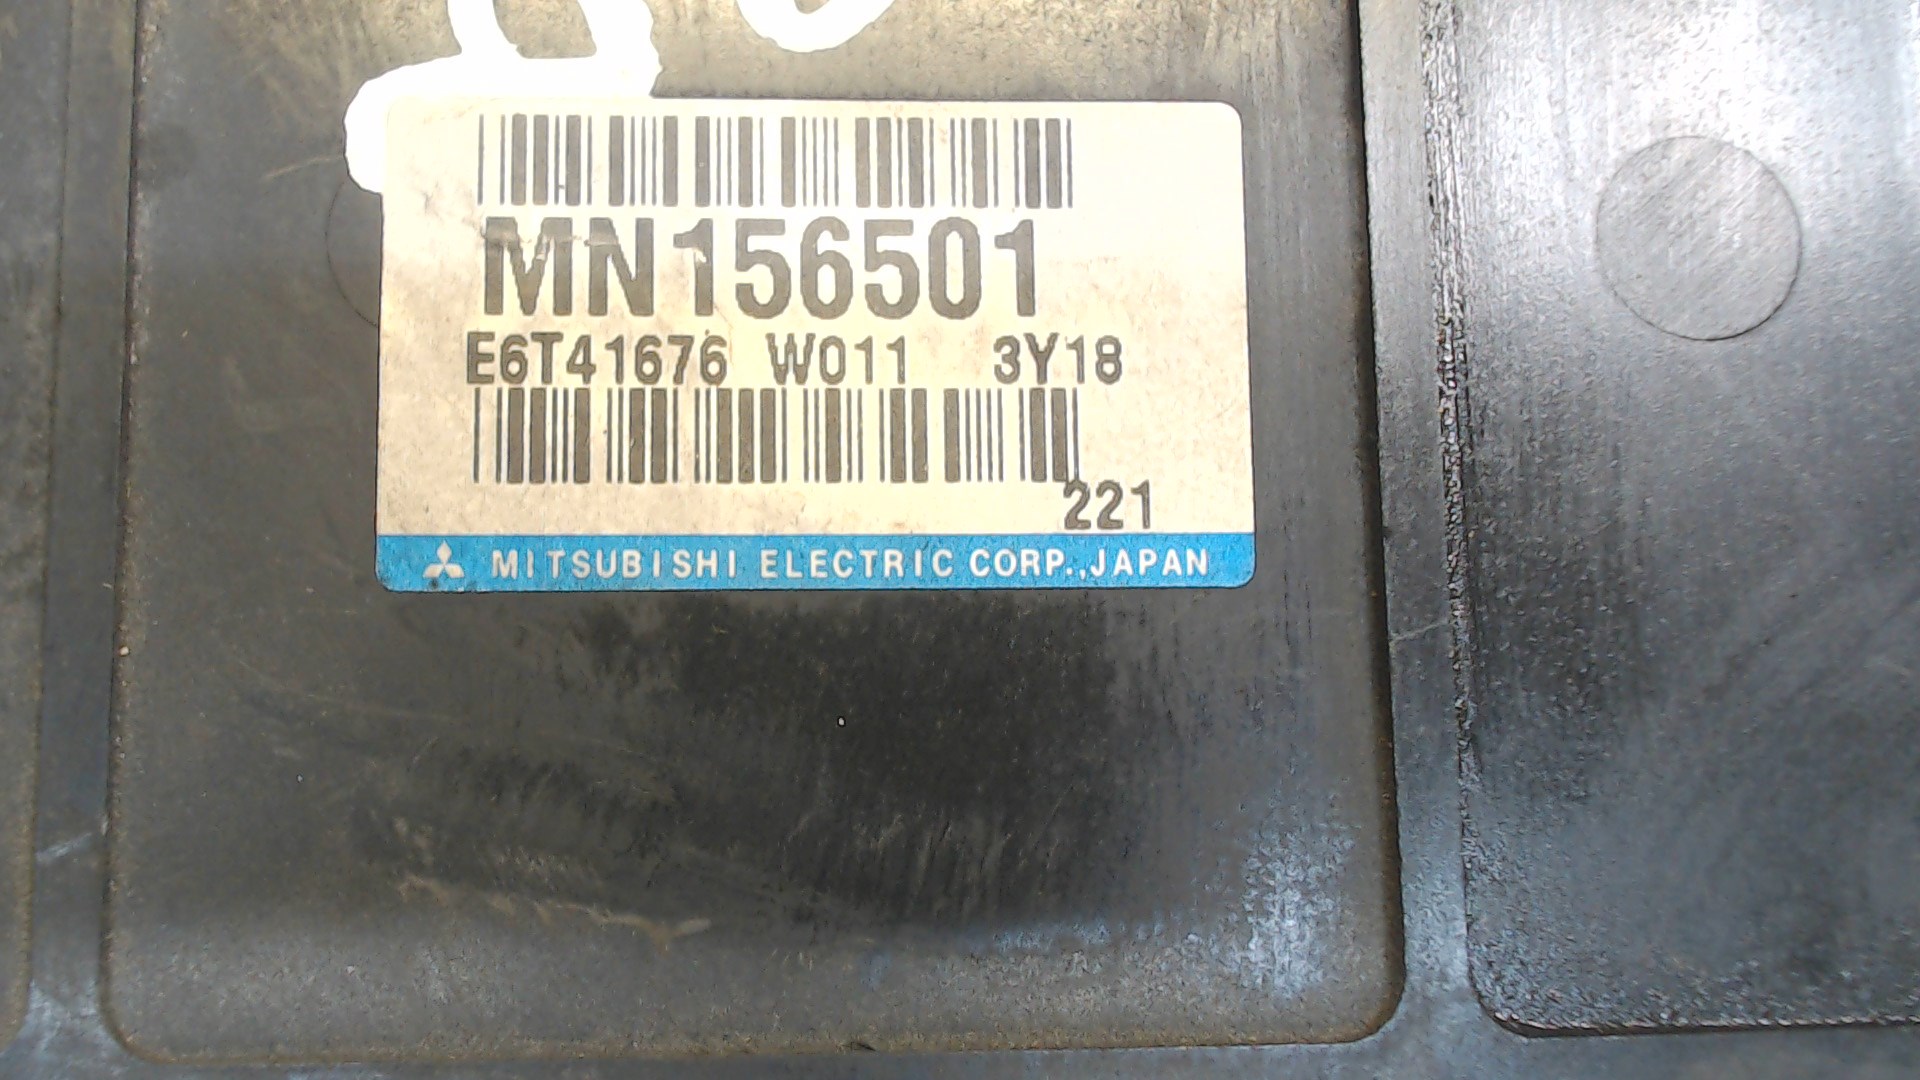 MN156501
E6T41676 W011 3Y18
221
MITSUBISHI ELECTRIC CORP.,JAPAN